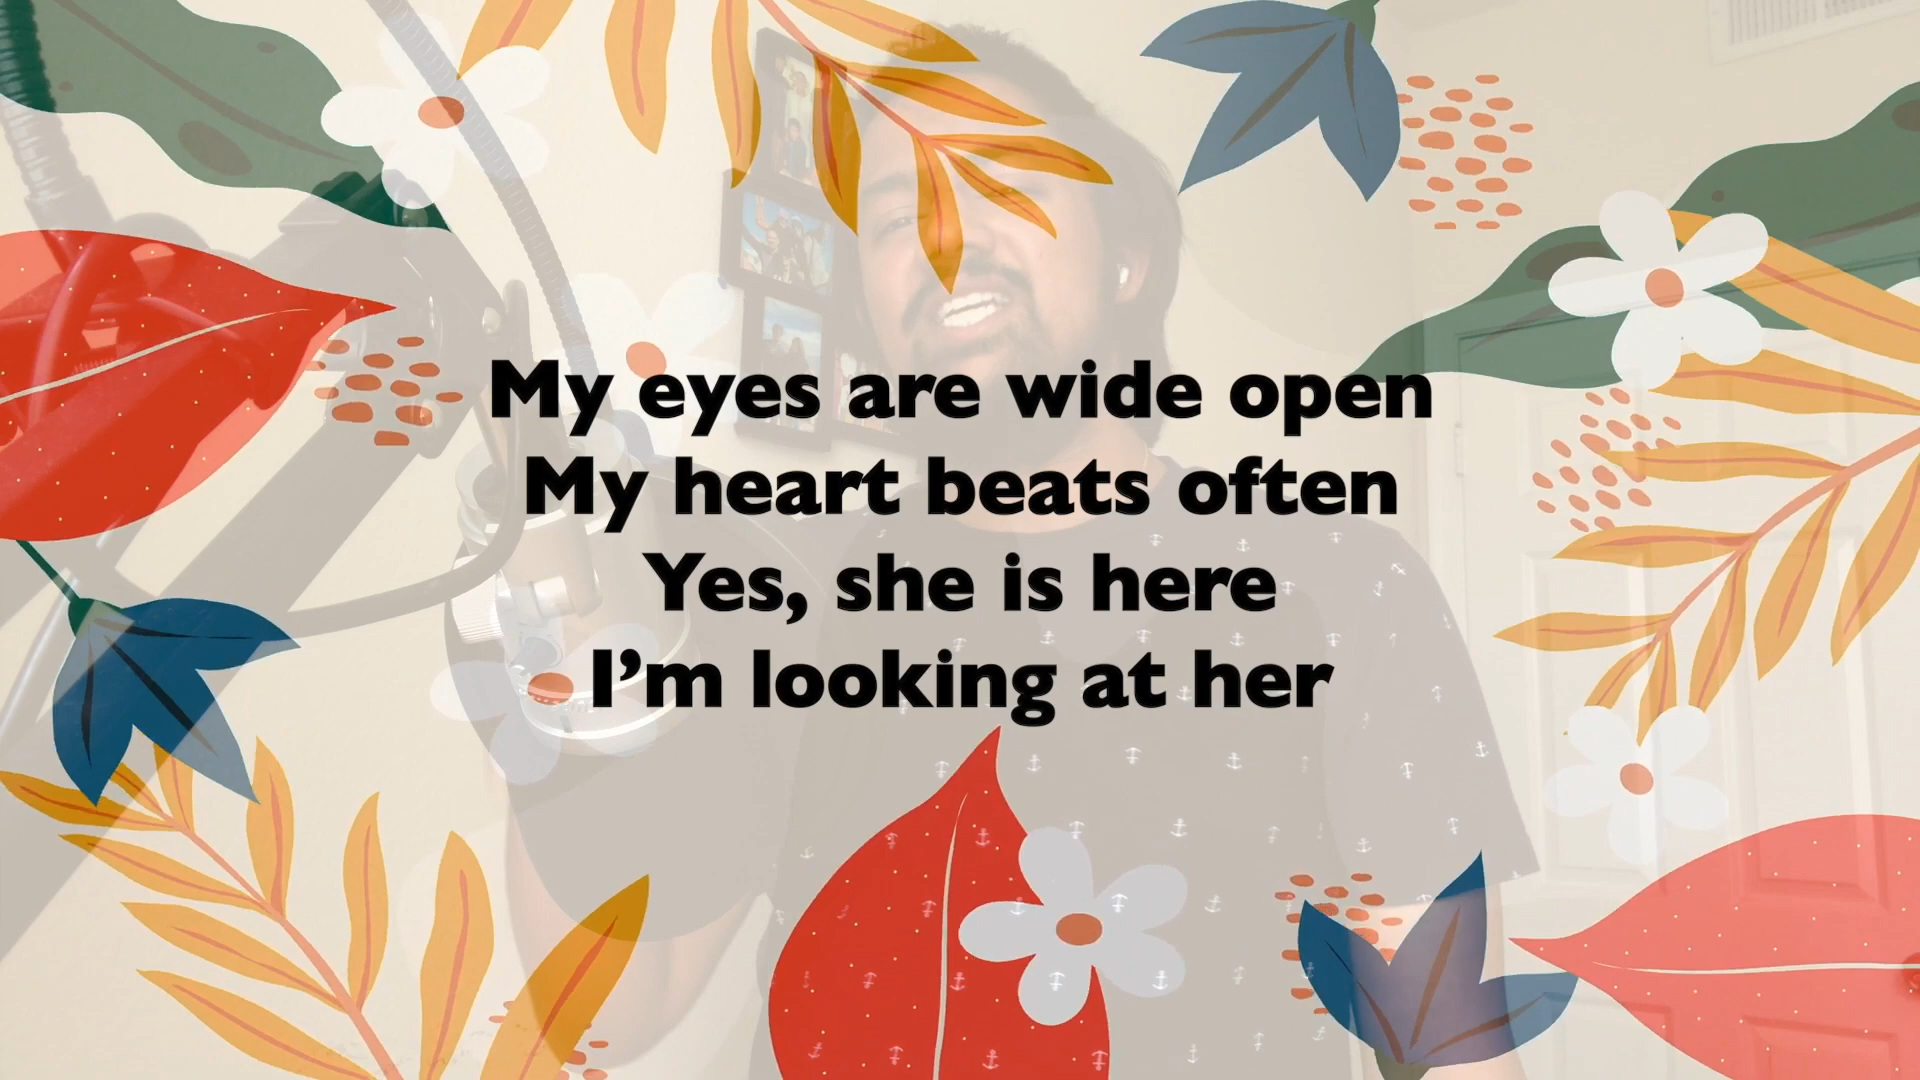 My eyes are wide open
My heart beats often
Yes, she is here
I’m looking at her